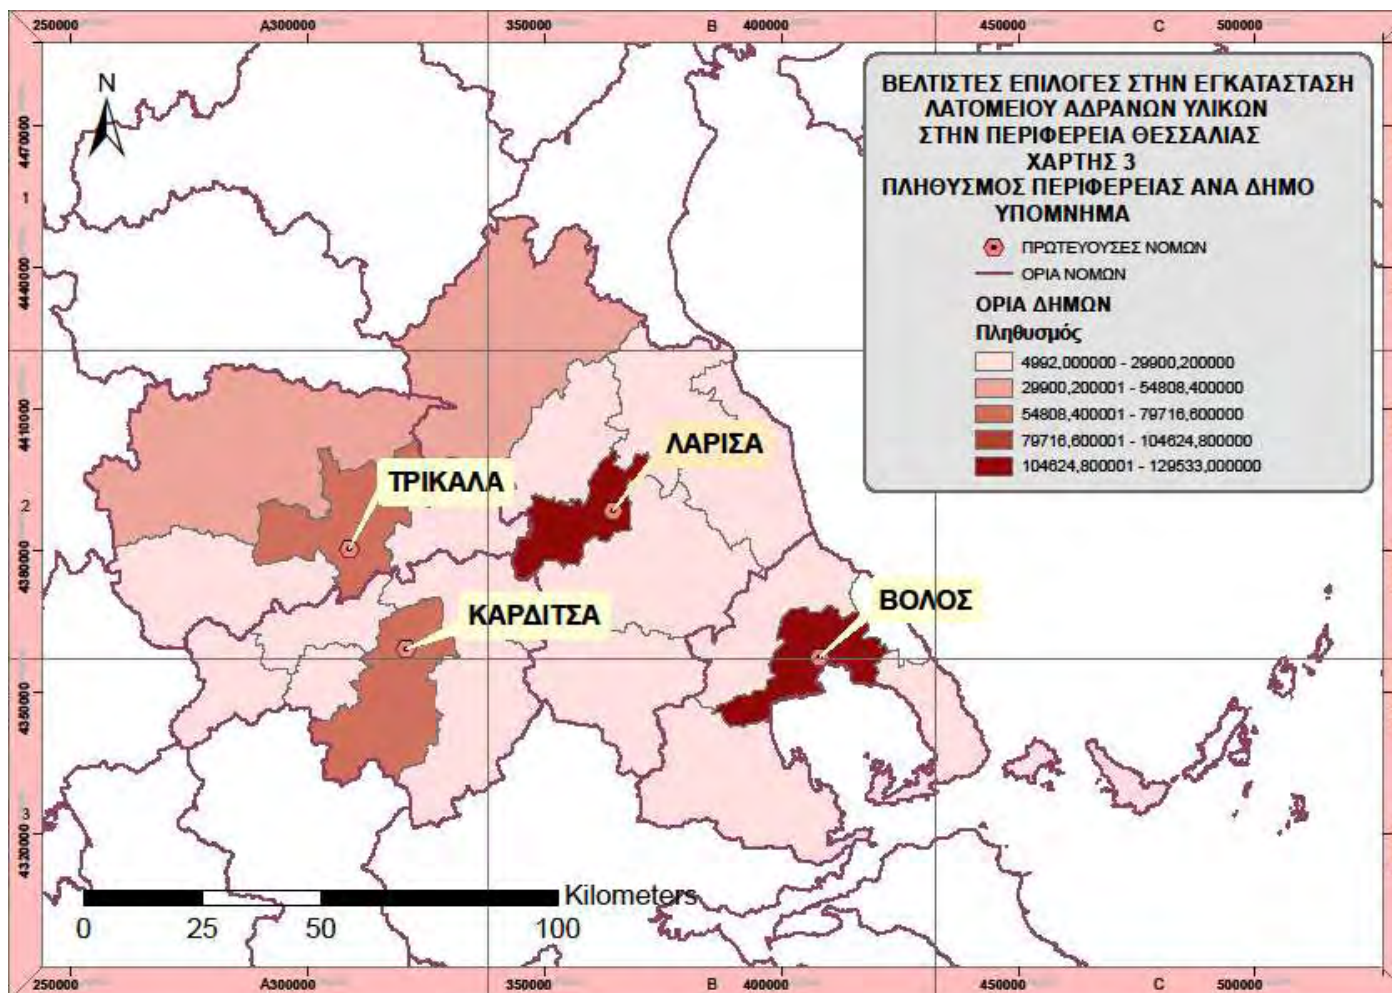 250000 A300000 350000 B 400000 450000 C 500000
N
ΒΕΛΤΙΣΤΕΣ ΕΠΙΛΟΓΕΣ ΣΤΗΝ ΕΓΚΑΤΑΣΤΑΣΗ
ΛΑΤΟΜΕΙΟΥ ΑΔΡΑΝΩΝ ΥΛΙΚΩΝ
ΣΤΗΝ ΠΕΡΙΦΕΡΕΙΑ ΘΕΣΣΑΛΙΑΣ
ΧΑΡΤΗΣ 3
ΠΛΗΘΥΣΜΟΣ ΠΕΡΙΦΕΡΕΙΑΣ ΑΝΑ ΔΗΜΟ
ΥΠΟΜΝΗΜΑ
ΠΡΩΤΕΥΟΥΣΕΣ ΝΟΜΩΝ
ΟΡΙΑ ΝΟΜΩΝ
ΟΡΙΑ ΔΗΜΩΝ
Πληθυσμός
4992,000000 - 29900,200000
29900,200001 - 54808,400000
54808,400001 - 79716,600000
79716,600001 - 104624,800000
104624,800001 - 129533,000000
4470000
1
4440000
4410000
2
4380000
4350000
3
4320000
ΛΑΡΙΣΑ
ΤΡΙΚΑΛΑ
ΒΟΛΟΣ
ΚΑΡΔΙΤΣΑ
Kilometers
0 25 50 100
250000 A300000 350000 B 400000 450000 C 500000